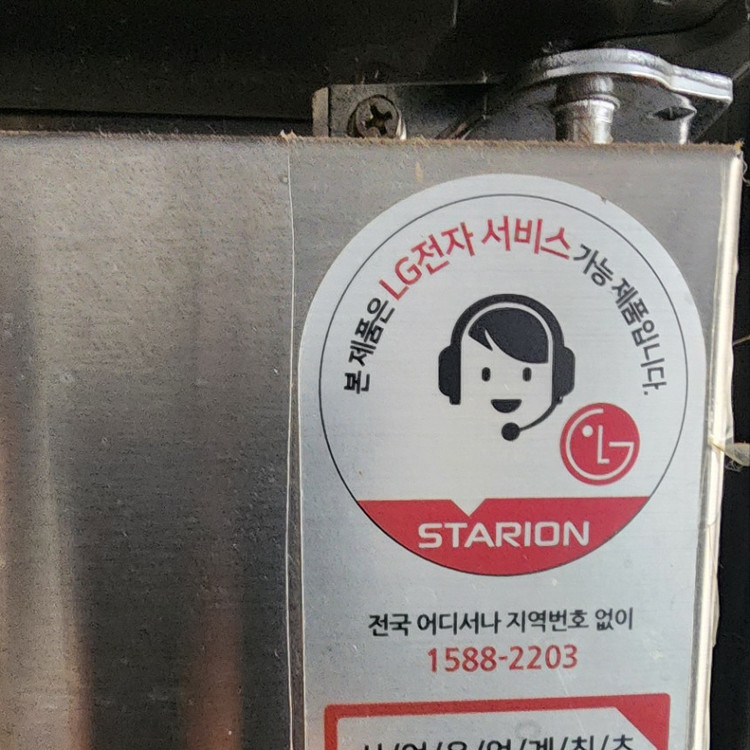 본 제품은 LG전자 서비스 가능 제품입니다.
LG
STARION
전국 어디서나 지역번호 없이
1588-2203